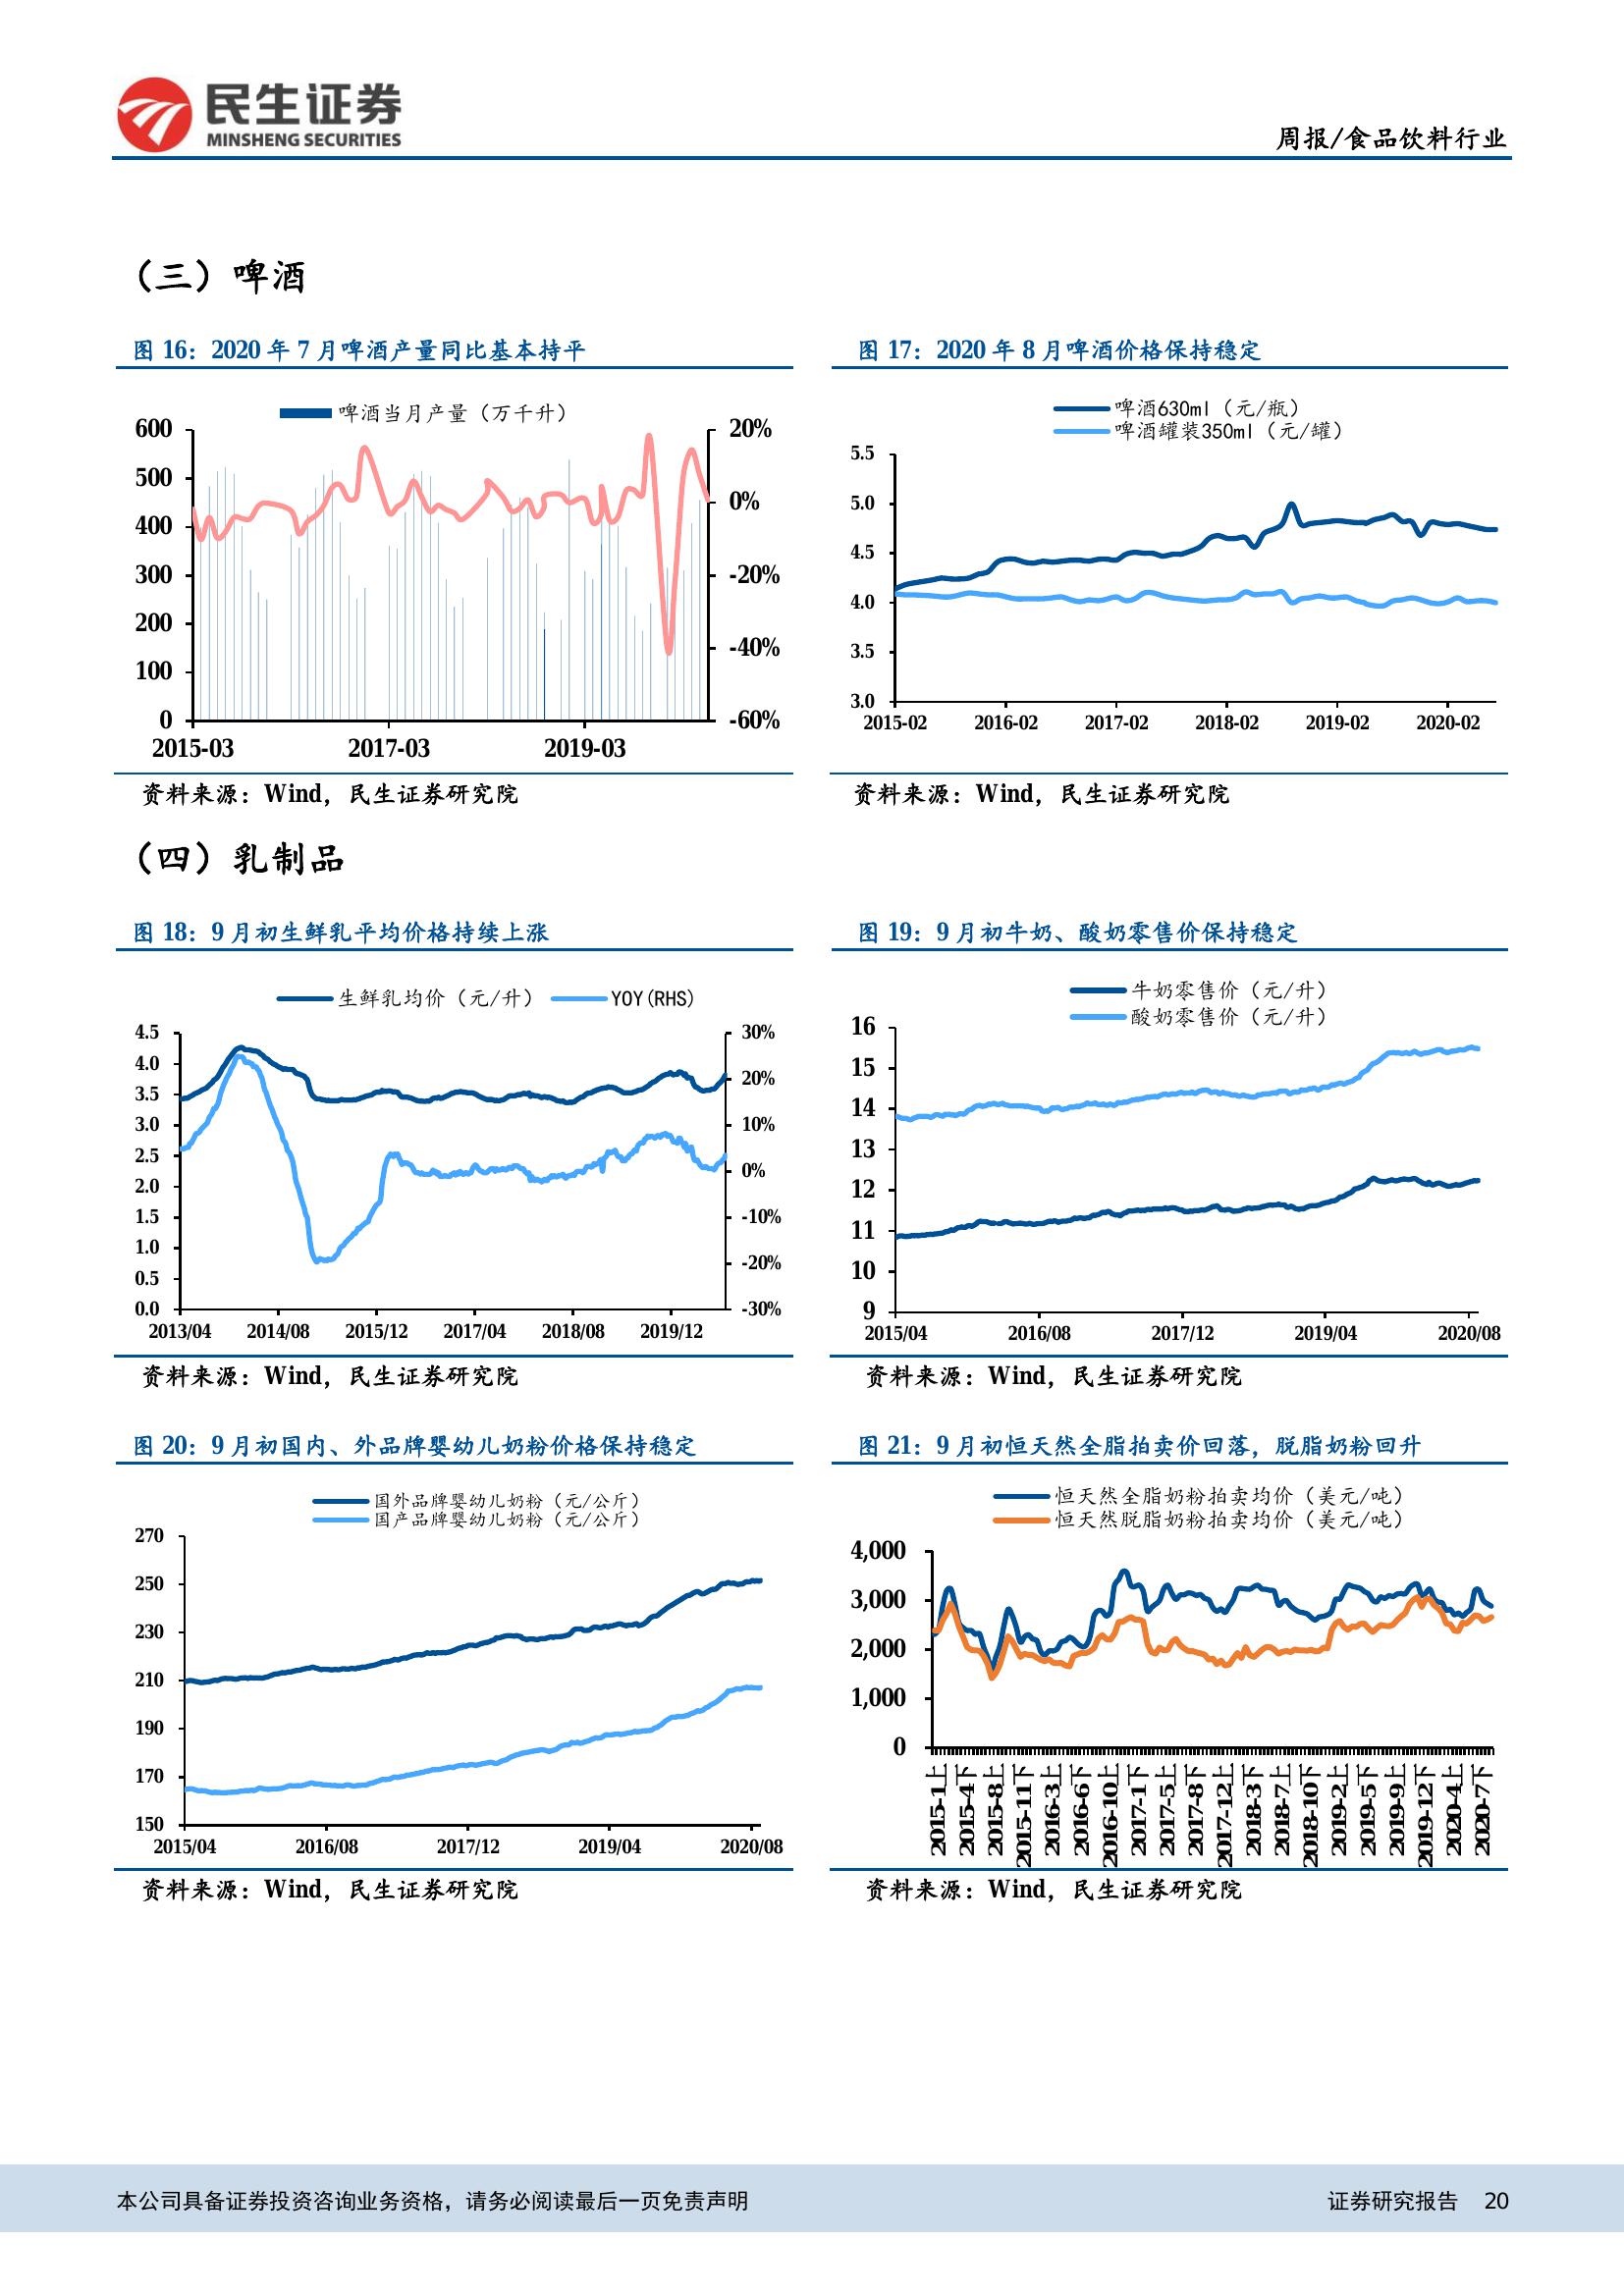 民生证券
MINSHENG SECURITIES
周报/食品饮料行业
（三）啤酒
图 16：2020 年 7 月啤酒产量同比基本持平
啤酒当月产量（万千升）
600
500
400
300
200
100
0
20%
0%
-20%
-40%
-60%
2015-03 2017-03 2019-03
资料来源：Wind，民生证券研究院
图 17：2020 年 8 月啤酒价格保持稳定
啤酒630ml（元/瓶）
啤酒罐装350ml（元/罐）
5.5
5.0
4.5
4.0
3.5
3.0
2015-02 2016-02 2017-02 2018-02 2019-02 2020-02
资料来源：Wind，民生证券研究院
（四）乳制品
图 18：9 月初生鲜乳平均价格持续上涨
生鲜乳均价（元/升） YOY(RHS)
4.5
4.0
3.5
3.0
2.5
2.0
1.5
1.0
0.5
0.0
30%
20%
10%
0%
-10%
-20%
-30%
2013/04 2014/08 2015/12 2017/04 2018/08 2019/12
资料来源：Wind，民生证券研究院
图 19：9 月初牛奶、酸奶零售价保持稳定
牛奶零售价（元/升）
酸奶零售价（元/升）
16
15
14
13
12
11
10
9
2015/04 2016/08 2017/12 2019/04 2020/08
资料来源：Wind，民生证券研究院
图 20：9 月初国内、外品牌婴幼儿奶粉价格保持稳定
国外品牌婴幼儿奶粉（元/公斤）
国产品牌婴幼儿奶粉（元/公斤）
270
250
230
210
190
170
150
2015/04 2016/08 2017/12 2019/04 2020/08
资料来源：Wind，民生证券研究院
图 21：9 月初恒天然全脂拍卖价回落，脱脂奶粉回升
恒天然全脂奶粉拍卖均价（美元/吨）
恒天然脱脂奶粉拍卖均价（美元/吨）
4,000
3,000
2,000
1,000
0
2015-1上
2015-4下
2015-8上
2015-11下
2016-3上
2016-6下
2016-10上
2017-1下
2017-5上
2017-8下
2017-12上
2018-3下
2018-7上
2018-10下
2019-2上
2019-5下
2019-9上
2019-12下
2020-4上
2020-7下
资料来源：Wind，民生证券研究院
本公司具备证券投资咨询业务资格，请务必阅读最后一页免责声明
证券研究报告 20